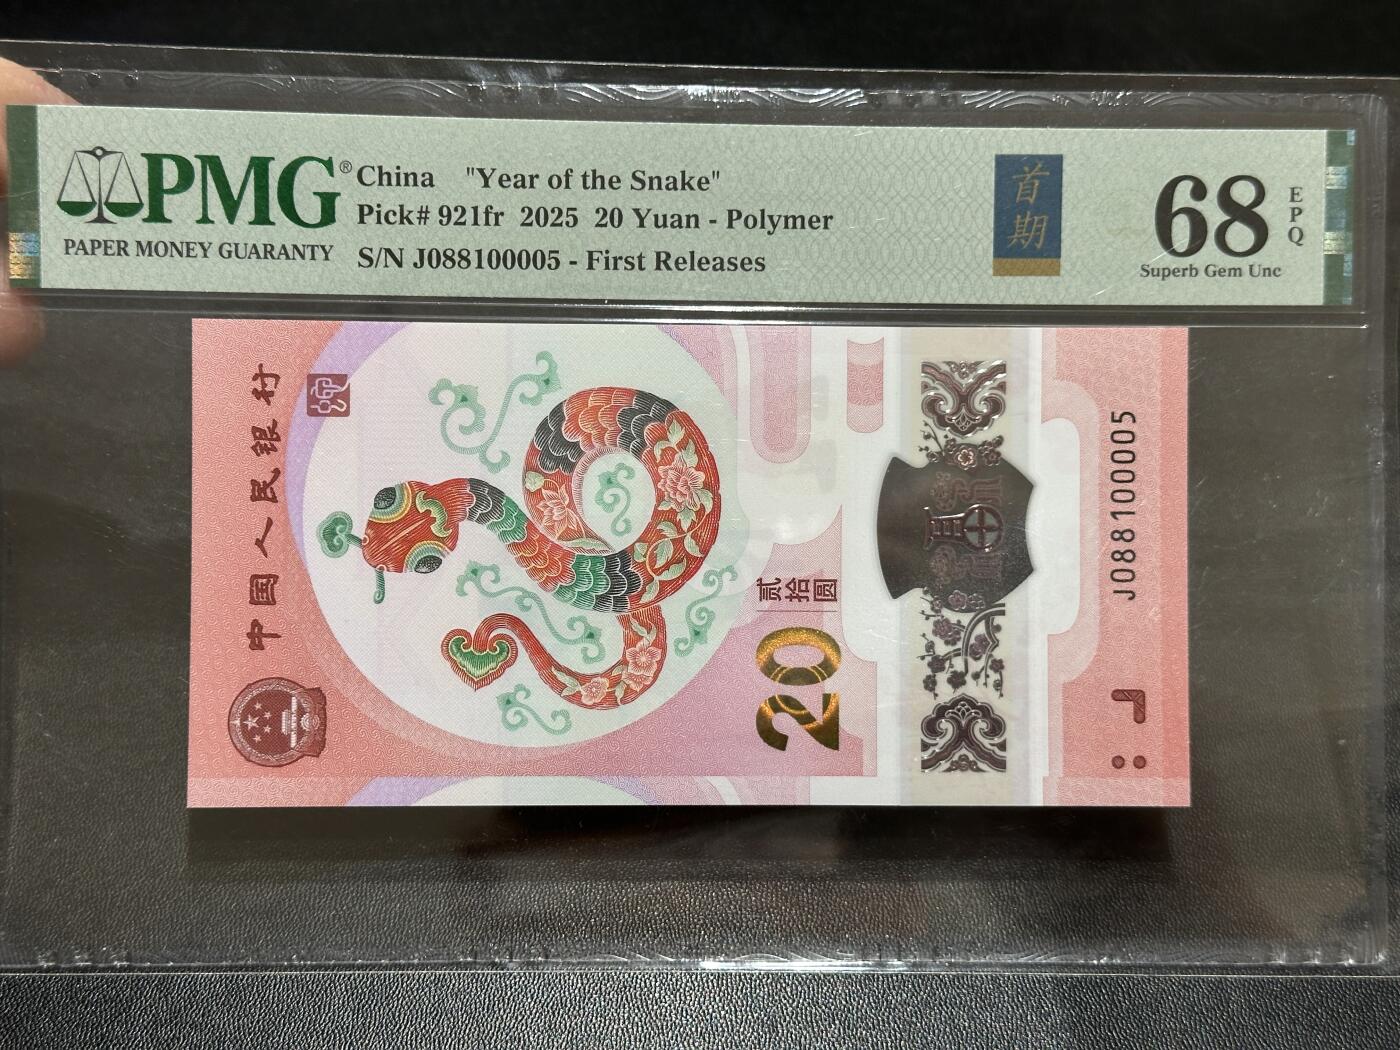 PMG®
PAPER MONEY GUARANTY
China "Year of the Snake"
Pick# 921fr 2025 20 Yuan - Polymer
S/N J088100005 - First Releases
首期
68
EPQ
Superb Gem Unc
中国人民银行
贰拾圆
20
J088100005